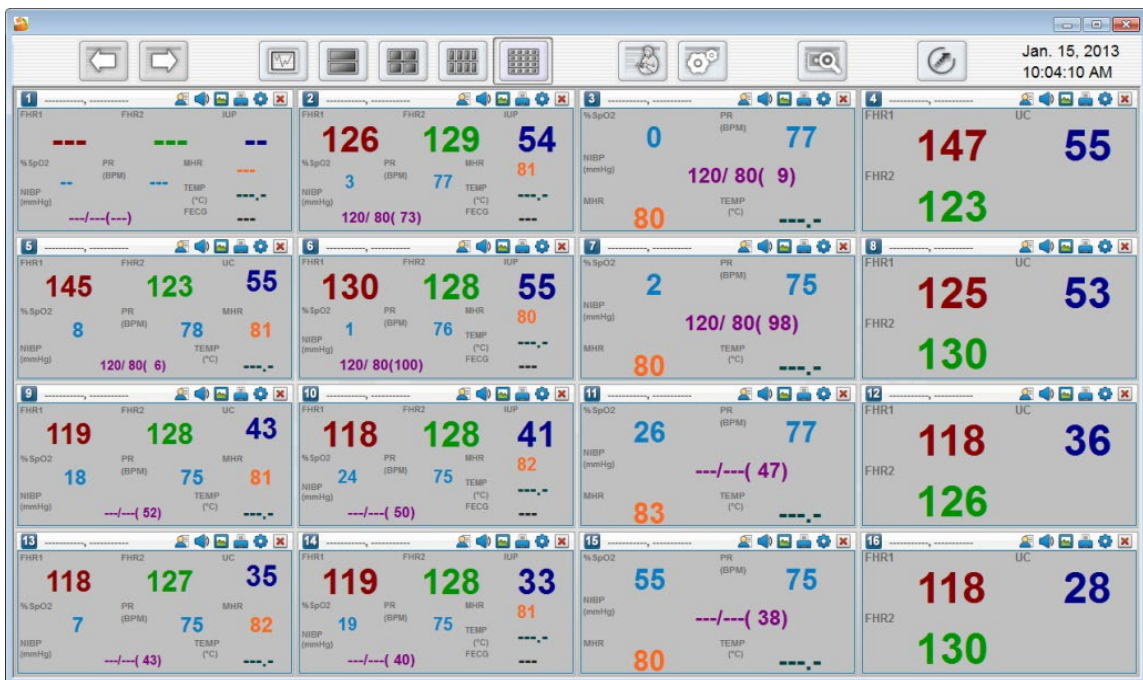 Jan. 15, 2013
10:04:10 AM
1 ----------, ----------
FHR1 FHR2 IUP
--- --- --
%SpO2 PR (BPM) MHR
-- --- ---
NIBP (mmHg) TEMP (°C)
---/---(---) ---.-
FECG ---
2 ----------, ----------
FHR1 FHR2 IUP
126 129 54
%SpO2 PR (BPM) MHR
3 77 81
NIBP (mmHg) TEMP (°C)
120/ 80( 73) ---.-
FECG ---
3 ----------, ----------
%SpO2 PR (BPM)
0 77
NIBP (mmHg)
120/ 80( 9)
MHR TEMP (°C)
80 ---.-
4 ----------, ----------
FHR1 UC
147 55
FHR2
123
5 ----------, ----------
FHR1 FHR2 UC
145 123 55
%SpO2 PR (BPM) MHR
8 78 81
NIBP (mmHg) TEMP (°C)
120/ 80( 6) ---.-
6 ----------, ----------
FHR1 FHR2 IUP
130 128 55
%SpO2 PR (BPM) MHR
1 76 80
NIBP (mmHg) TEMP (°C)
120/ 80(100) ---.-
FECG ---
7 ----------, ----------
%SpO2 PR (BPM)
2 75
NIBP (mmHg)
120/ 80( 98)
MHR TEMP (°C)
80 ---.-
8 ----------, ----------
FHR1 UC
125 53
FHR2
130
9 ----------, ----------
FHR1 FHR2 UC
119 128 43
%SpO2 PR (BPM) MHR
18 75 81
NIBP (mmHg) TEMP (°C)
---/---( 52) ---.-
10 ----------, ----------
FHR1 FHR2 IUP
118 128 41
%SpO2 PR (BPM) MHR
24 75 82
NIBP (mmHg) TEMP (°C)
---/---( 50) ---.-
FECG ---
11 ----------, ----------
%SpO2 PR (BPM)
26 77
NIBP (mmHg)
---/---( 47)
MHR TEMP (°C)
83 ---.-
12 ----------, ----------
FHR1 UC
118 36
FHR2
126
13 ----------, ----------
FHR1 FHR2 UC
118 127 35
%SpO2 PR (BPM) MHR
7 75 82
NIBP (mmHg) TEMP (°C)
---/---( 43) ---.-
14 ----------, ----------
FHR1 FHR2 IUP
119 128 33
%SpO2 PR (BPM) MHR
19 75 81
NIBP (mmHg) TEMP (°C)
---/---( 40) ---.-
FECG ---
15 ----------, ----------
%SpO2 PR (BPM)
55 75
NIBP (mmHg)
---/---( 38)
MHR TEMP (°C)
80 ---.-
16 ----------, ----------
FHR1 UC
118 28
FHR2
130